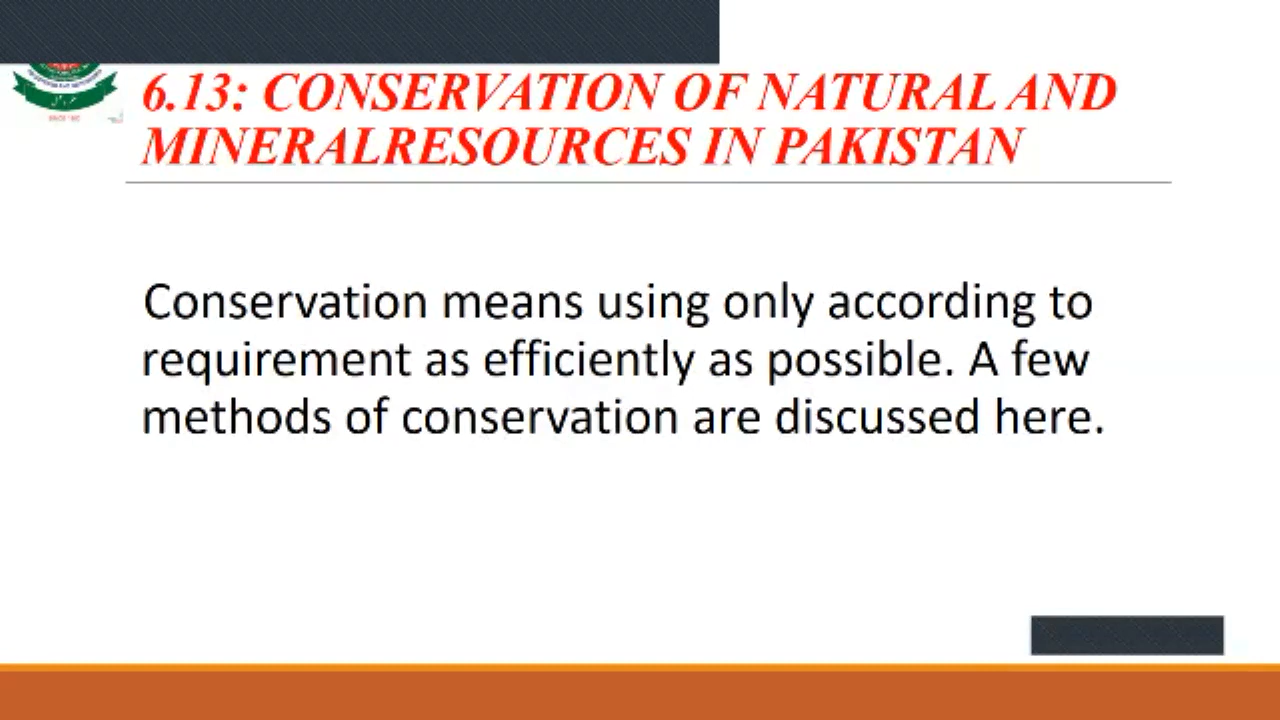 6.13: CONSERVATION OF NATURAL AND
MINERALRESOURCES IN PAKISTAN
Conservation means using only according to
requirement as efficiently as possible. A few
methods of conservation are discussed here.